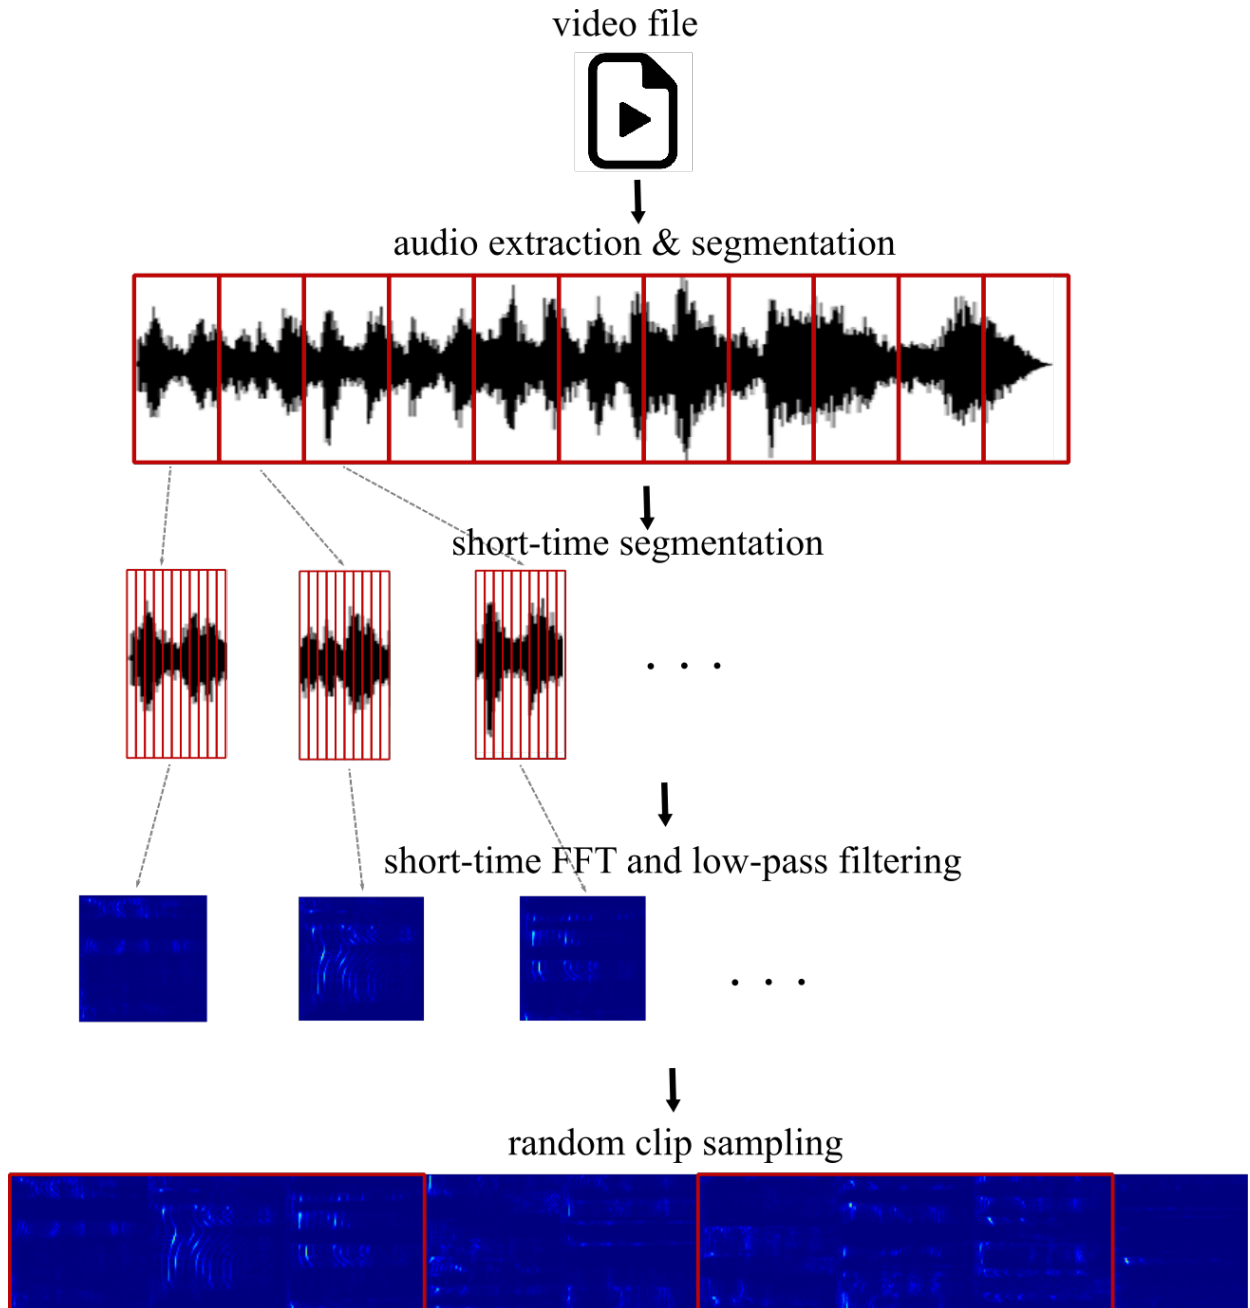 video file
audio extraction & segmentation
short-time segmentation
. . .
short-time FFT and low-pass filtering
. . .
random clip sampling